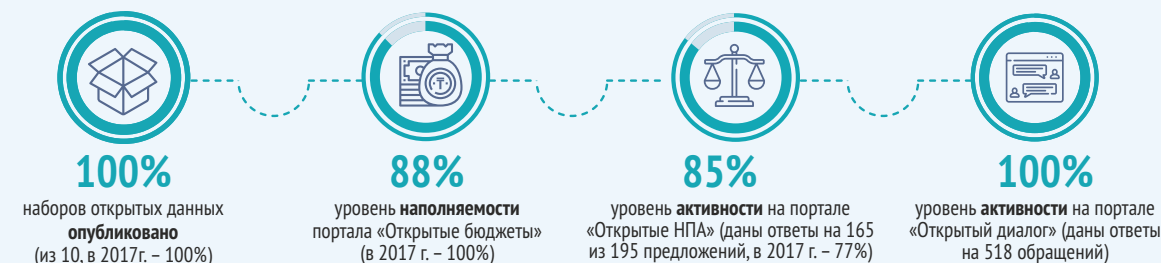 100%
наборов открытых данных
опубликовано
(из 10, в 2017г. – 100%)
88%
уровень наполняемости
портала «Открытые бюджеты»
(в 2017 г. – 100%)
85%
уровень активности на портале
«Открытые НПА» (даны ответы на 165
из 195 предложений, в 2017 г. – 77%)
100%
уровень активности на портале
«Открытый диалог» (даны ответы
на 518 обращений)